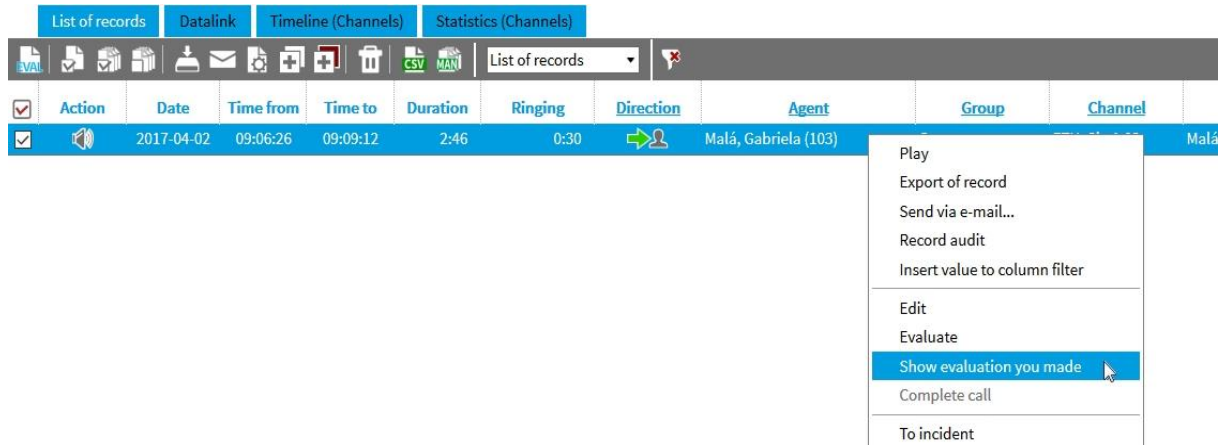 List of records Datalink Timeline (Channels) Statistics (Channels)
EVAL CSV MAN List of records
Action Date Time from Time to Duration Ringing Direction Agent Group Channel
2017-04-02 09:06:26 09:09:12 2:46 0:30 Malá, Gabriela (103) Malá
Play
Export of record
Send via e-mail...
Record audit
Insert value to column filter
Edit
Evaluate
Show evaluation you made
Complete call
To incident